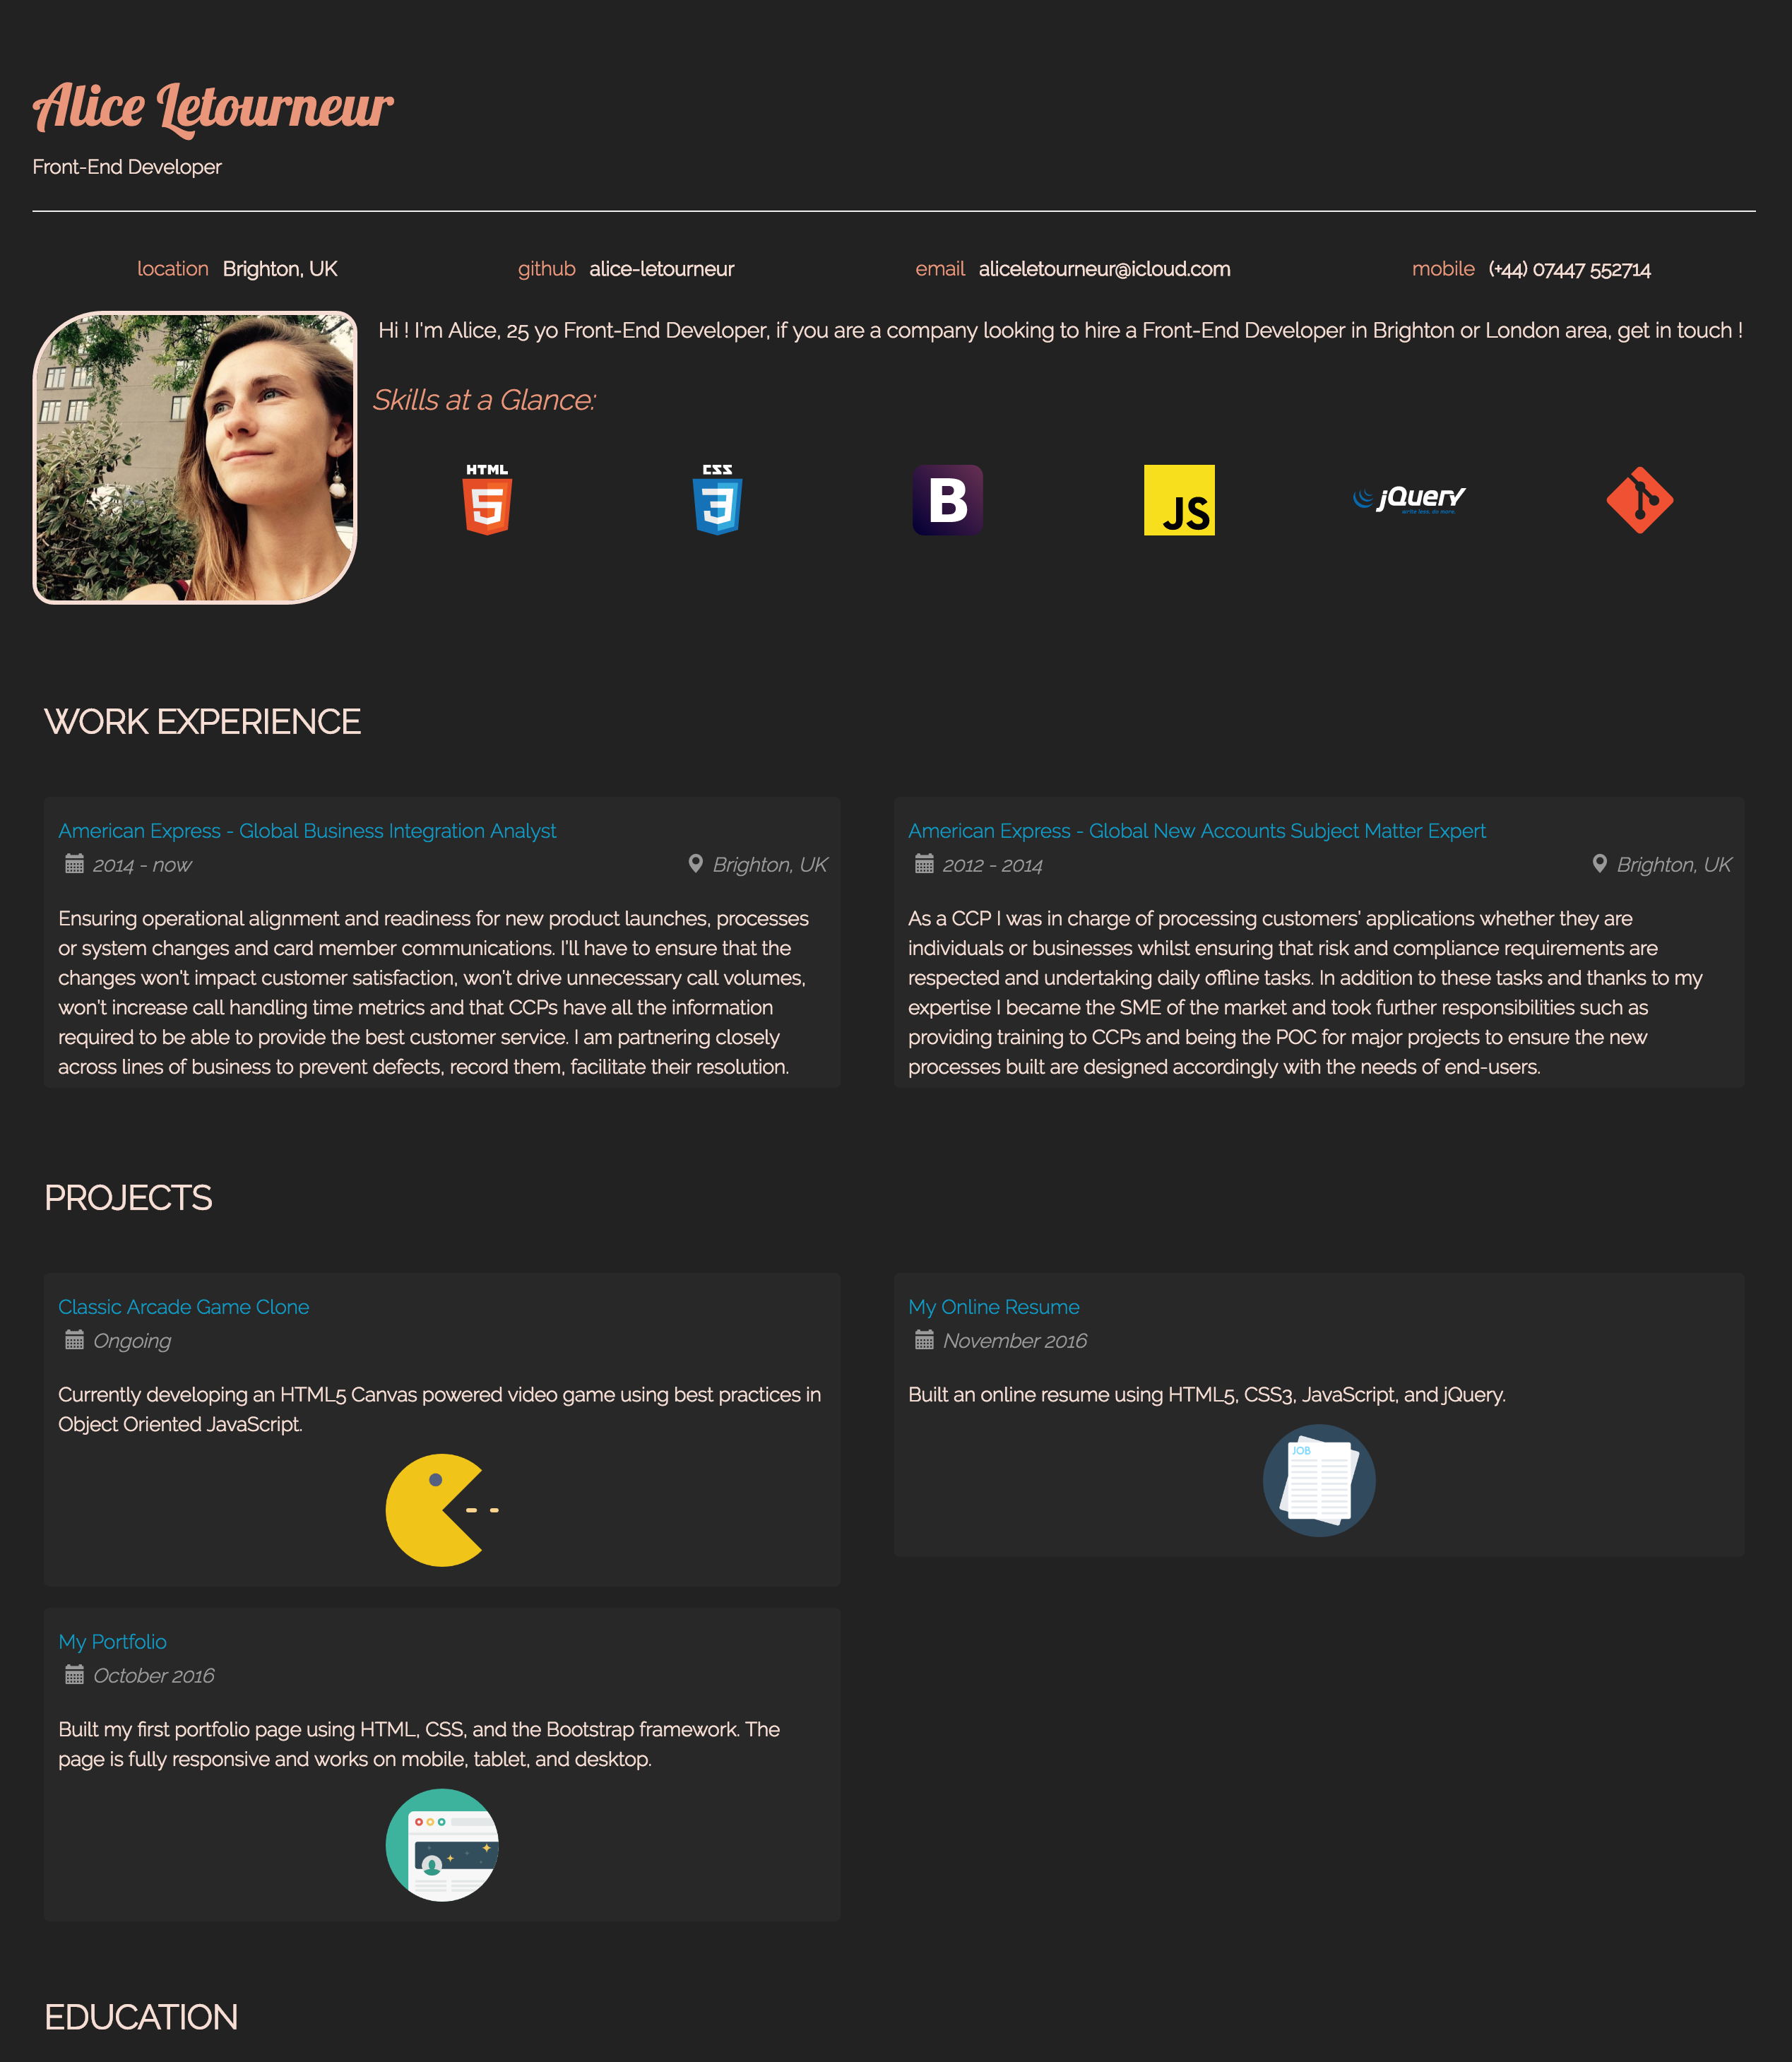 Alice Letourneur
Front-End Developer
location Brighton, UK
github alice-letourneur
email aliceletourneur@icloud.com
mobile (+44) 07447 552714
Hi ! I'm Alice, 25 yo Front-End Developer, if you are a company looking to hire a Front-End Developer in Brighton or London area, get in touch !
Skills at a Glance:
HTML
5
CSS
3
B
JS
jQuery
write less, do more.
WORK EXPERIENCE
American Express - Global Business Integration Analyst
2014 - now
Brighton, UK
Ensuring operational alignment and readiness for new product launches, processes
or system changes and card member communications. I'll have to ensure that the
changes won't impact customer satisfaction, won't drive unnecessary call volumes,
won't increase call handling time metrics and that CCPs have all the information
required to be able to provide the best customer service. I am partnering closely
across lines of business to prevent defects, record them, facilitate their resolution.
American Express - Global New Accounts Subject Matter Expert
2012 - 2014
Brighton, UK
As a CCP I was in charge of processing customers' applications whether they are
individuals or businesses whilst ensuring that risk and compliance requirements are
respected and undertaking daily offline tasks. In addition to these tasks and thanks to my
expertise I became the SME of the market and took further responsibilities such as
providing training to CCPs and being the POC for major projects to ensure the new
processes built are designed accordingly with the needs of end-users.
PROJECTS
Classic Arcade Game Clone
Ongoing
Currently developing an HTML5 Canvas powered video game using best practices in
Object Oriented JavaScript.
My Online Resume
November 2016
Built an online resume using HTML5, CSS3, JavaScript, and jQuery.
JOB
My Portfolio
October 2016
Built my first portfolio page using HTML, CSS, and the Bootstrap framework. The
page is fully responsive and works on mobile, tablet, and desktop.
EDUCATION